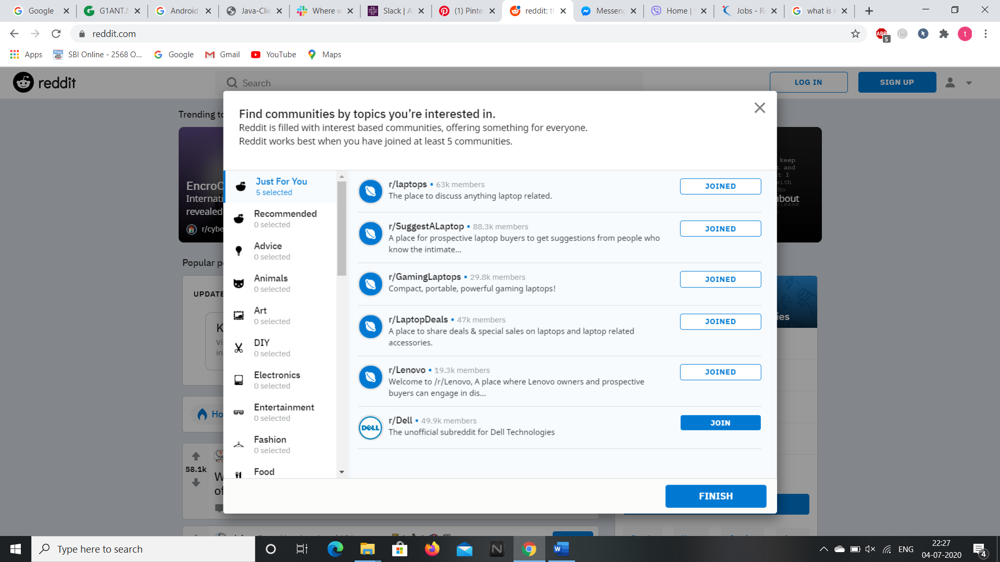 Google
G1ANT.
Android
Java-Clie
Where w
Slack | A
(1) Pinte
reddit: t
Messeng
Home |
Jobs - R
what is
reddit.com
ABP
5
t
Apps
SBI Online - 2568 O...
Google
Gmail
YouTube
Maps
reddit
Search
LOG IN
SIGN UP
Trending to
EncroC
Internati
revealed
r/cybe
keep
t and
t I
with
No
about
please
Popular p
UPDATE
K
Vi
in
ies
Ho
58.1k
W
of
Find communities by topics you’re interested in.
Reddit is filled with interest based communities, offering something for everyone.
Reddit works best when you have joined at least 5 communities.
Just For You
5 selected
Recommended
0 selected
Advice
0 selected
Animals
0 selected
Art
0 selected
DIY
0 selected
Electronics
0 selected
Entertainment
0 selected
Fashion
0 selected
Food
r/laptops • 63k members
The place to discuss anything laptop related.
JOINED
r/SuggestALaptop • 88.3k members
A place for prospective laptop buyers to get suggestions from people who
know the intimate...
JOINED
r/GamingLaptops • 29.8k members
Compact, portable, powerful gaming laptops!
JOINED
r/LaptopDeals • 47k members
A place to share deals & special sales on laptops and laptop related
accessories.
JOINED
r/Lenovo • 19.3k members
Welcome to /r/Lenovo, A place where Lenovo owners and prospective
buyers can engage in dis...
JOINED
DELL
r/Dell • 49.9k members
The unofficial subreddit for Dell Technologies
JOIN
FINISH
Type here to search
ENG
22:27
04-07-2020
4